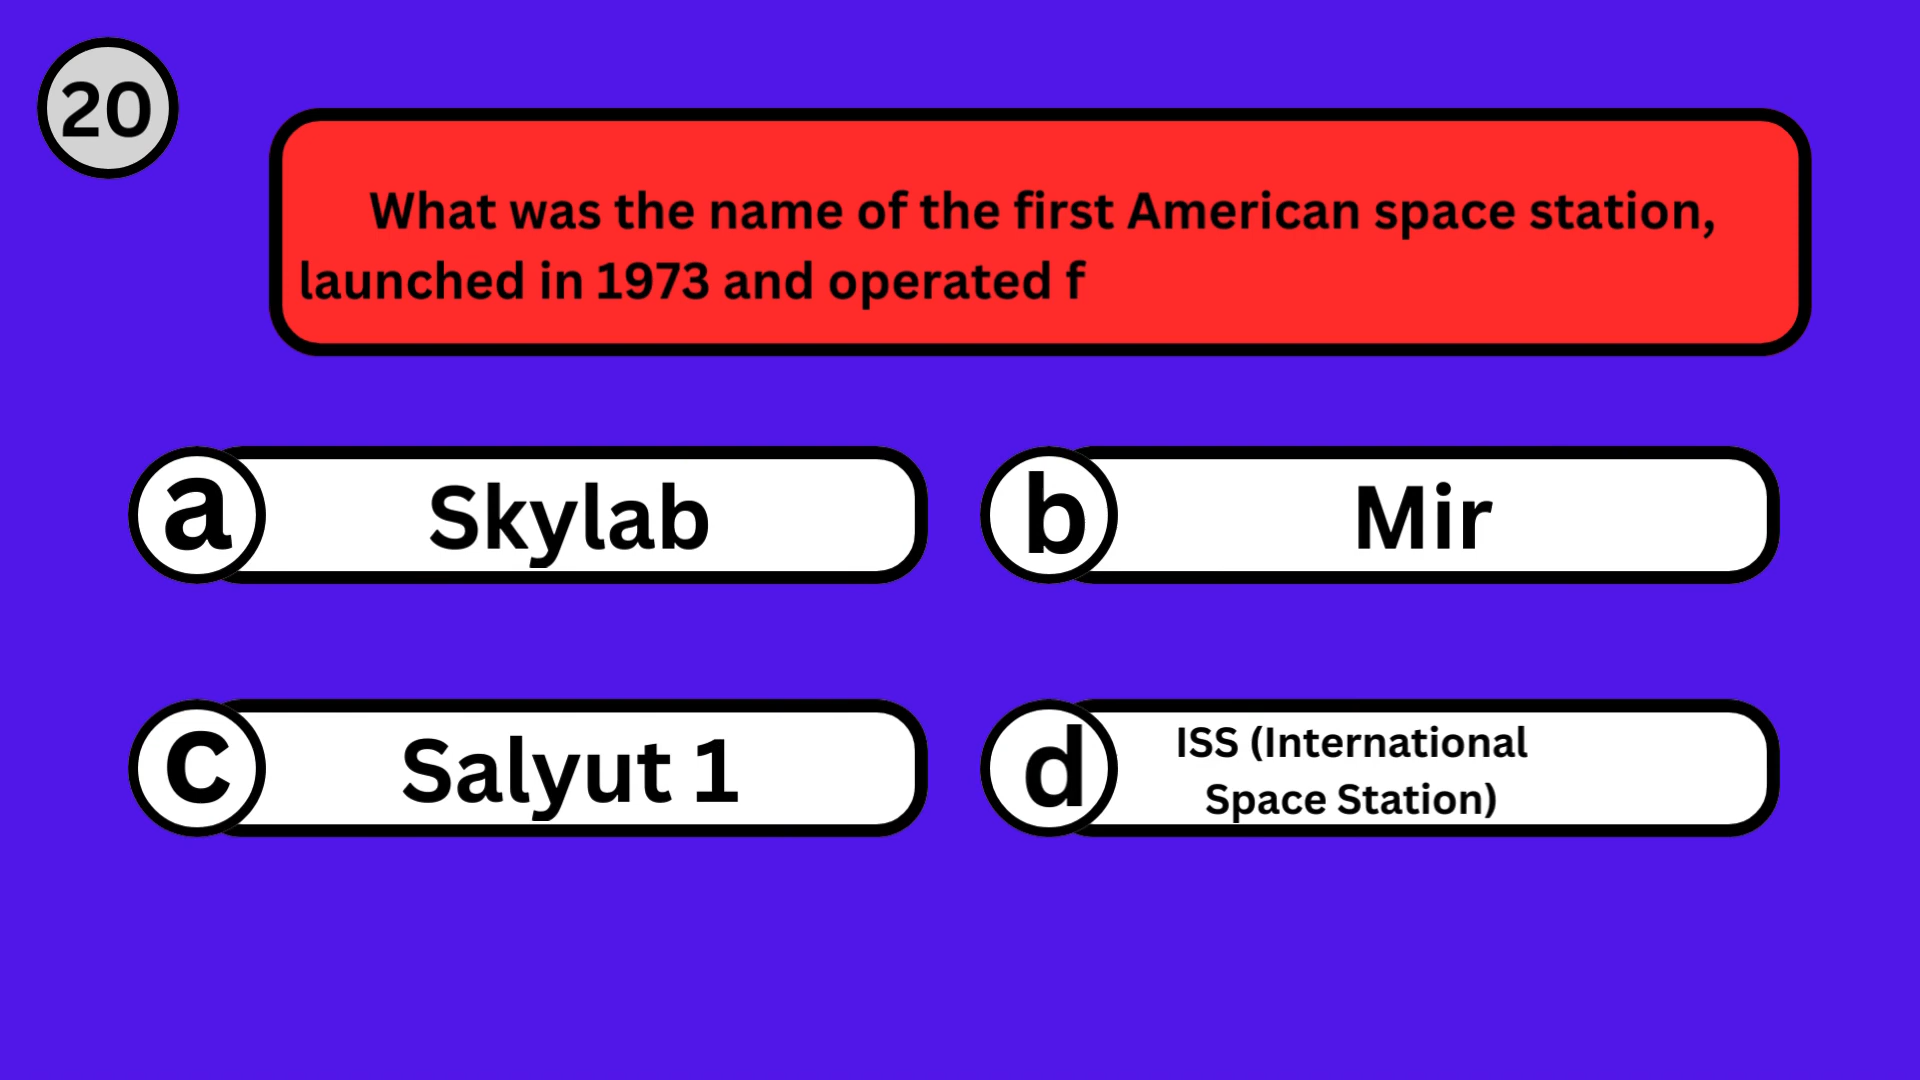 20
What was the name of the first American space station,
launched in 1973 and operated f
a
Skylab
b
Mir
c
Salyut 1
d
ISS (International
Space Station)